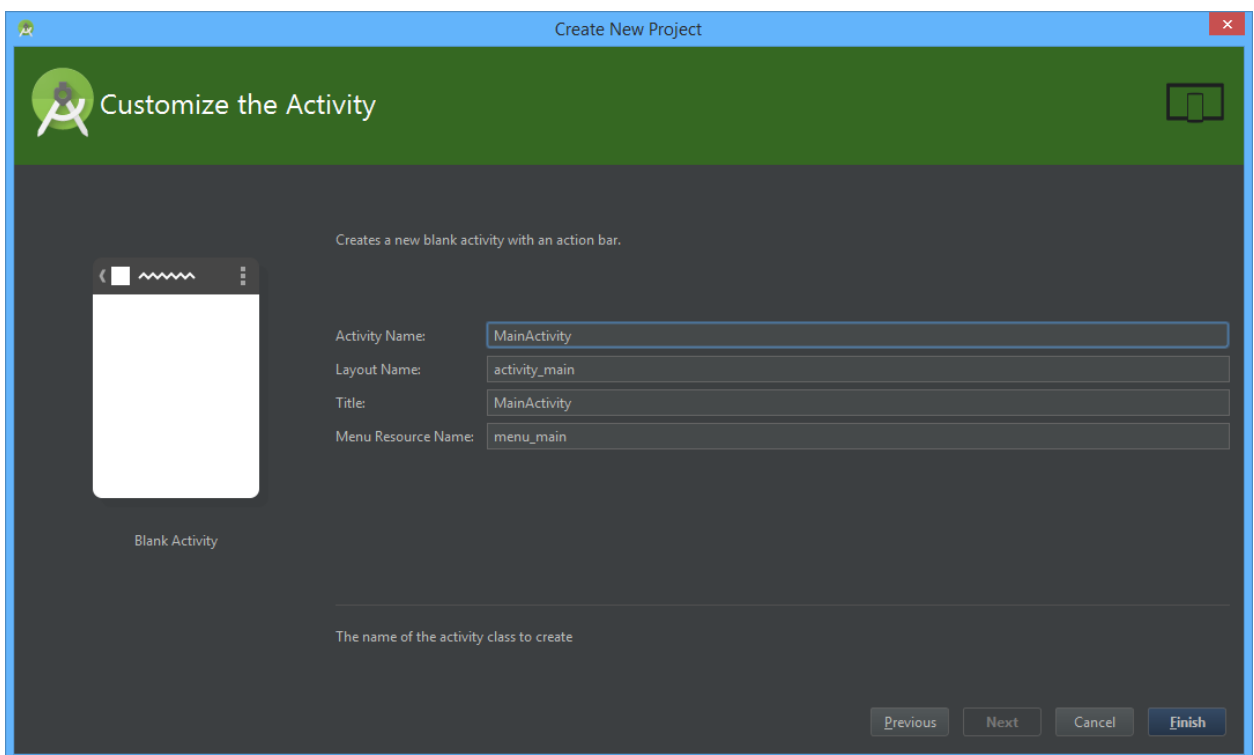 Create New Project
Customize the Activity
Creates a new blank activity with an action bar.
Activity Name: MainActivity
Layout Name: activity_main
Title: MainActivity
Menu Resource Name: menu_main
Blank Activity
The name of the activity class to create
Previous Next Cancel Finish